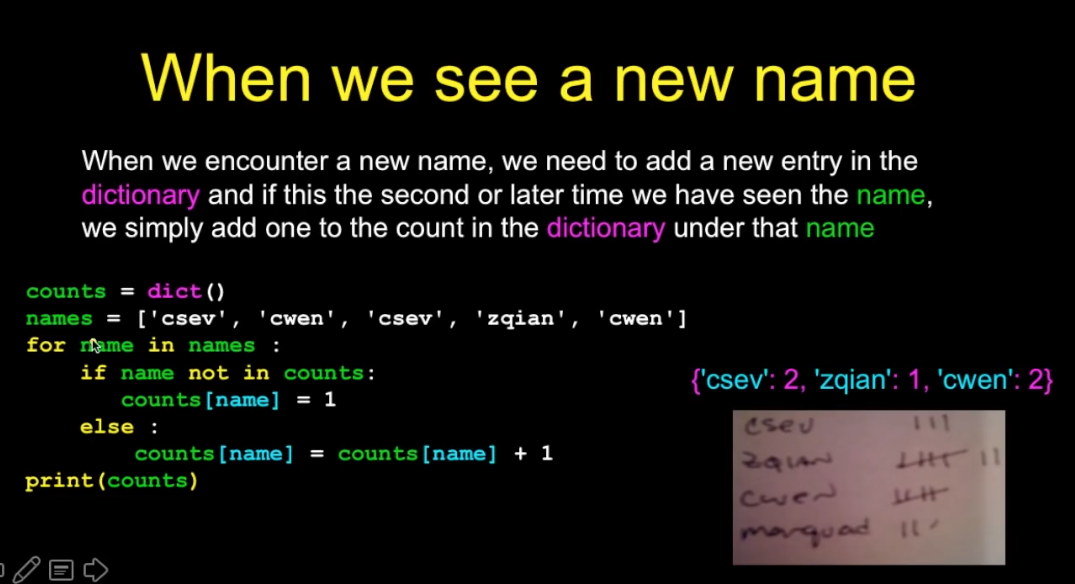 When we see a new name
When we encounter a new name, we need to add a new entry in the
dictionary and if this the second or later time we have seen the name,
we simply add one to the count in the dictionary under that name
counts = dict()
names = ['csev', 'cwen', 'csev', 'zqian', 'cwen']
for name in names :
    if name not in counts:
        counts[name] = 1
    else :
        counts[name] = counts[name] + 1
print(counts)
{'csev': 2, 'zqian': 1, 'cwen': 2}
csev
zqian
cwen
marquad